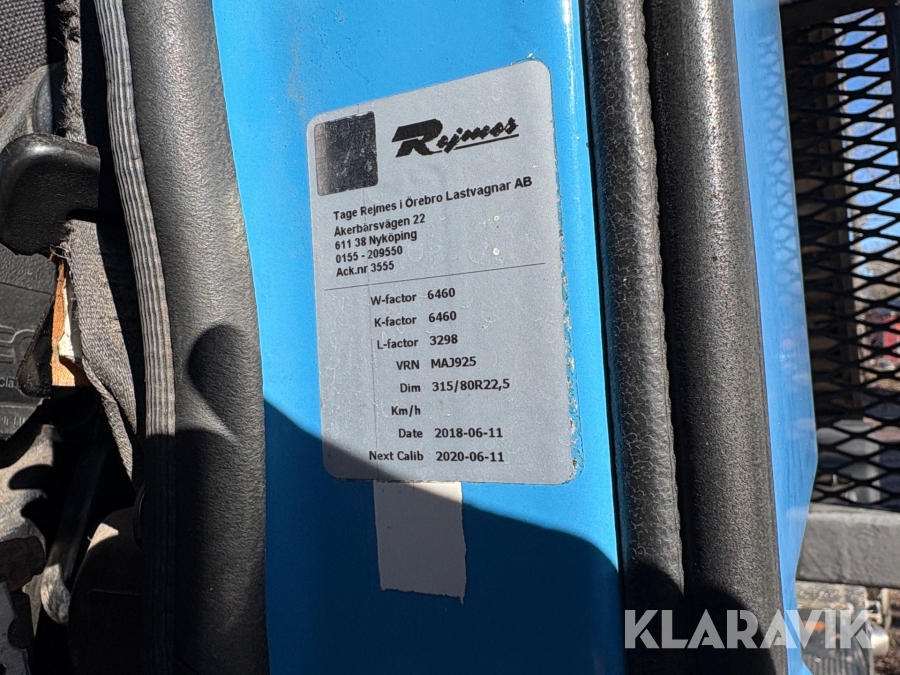 Rejmes
Tage Rejmes i Örebro Lastvagnar AB
Åkerbärsvägen 22
611 38 Nyköping
0155 - 209550
Ack.nr 3555
W-factor 6460
K-factor 6460
L-factor 3298
VRN MAJ925
Dim 315/80R22,5
Km/h
Date 2018-06-11
Next Calib 2020-06-11
KLARAVIK